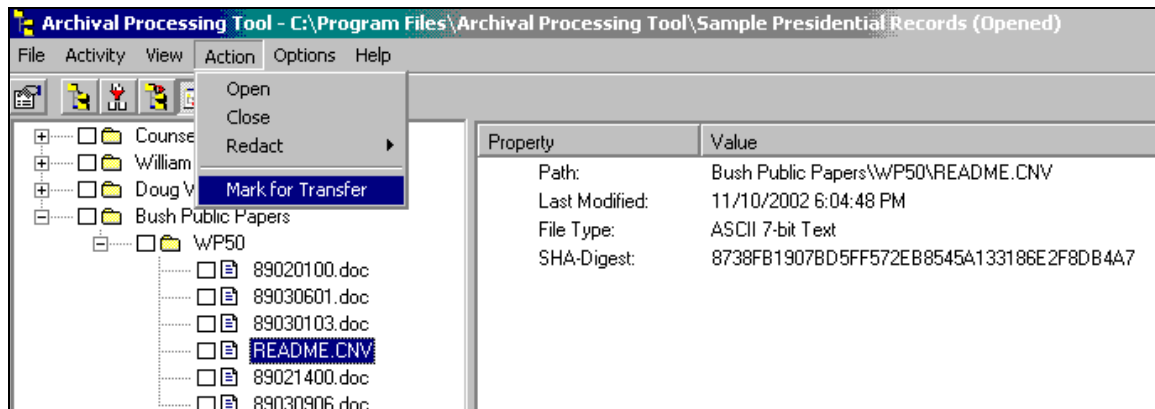 Archival Processing Tool - C:\Program Files\Archival Processing Tool\Sample Presidential Records (Opened)
File Activity View Action Options Help
Open
Close
Redact
Mark for Transfer
William
Doug
Bush Public Papers
WP50
89020100.doc
89030601.doc
89030103.doc
README.CNV
89021400.doc
89030906.doc
Property Value
Path: Bush Public Papers\WP50\README.CNV
Last Modified: 11/10/2002 6:04:48 PM
File Type: ASCII 7-bit Text
SHA-Digest: 8738FB1907BD5FF572EB8545A133186E2F8DB4A7